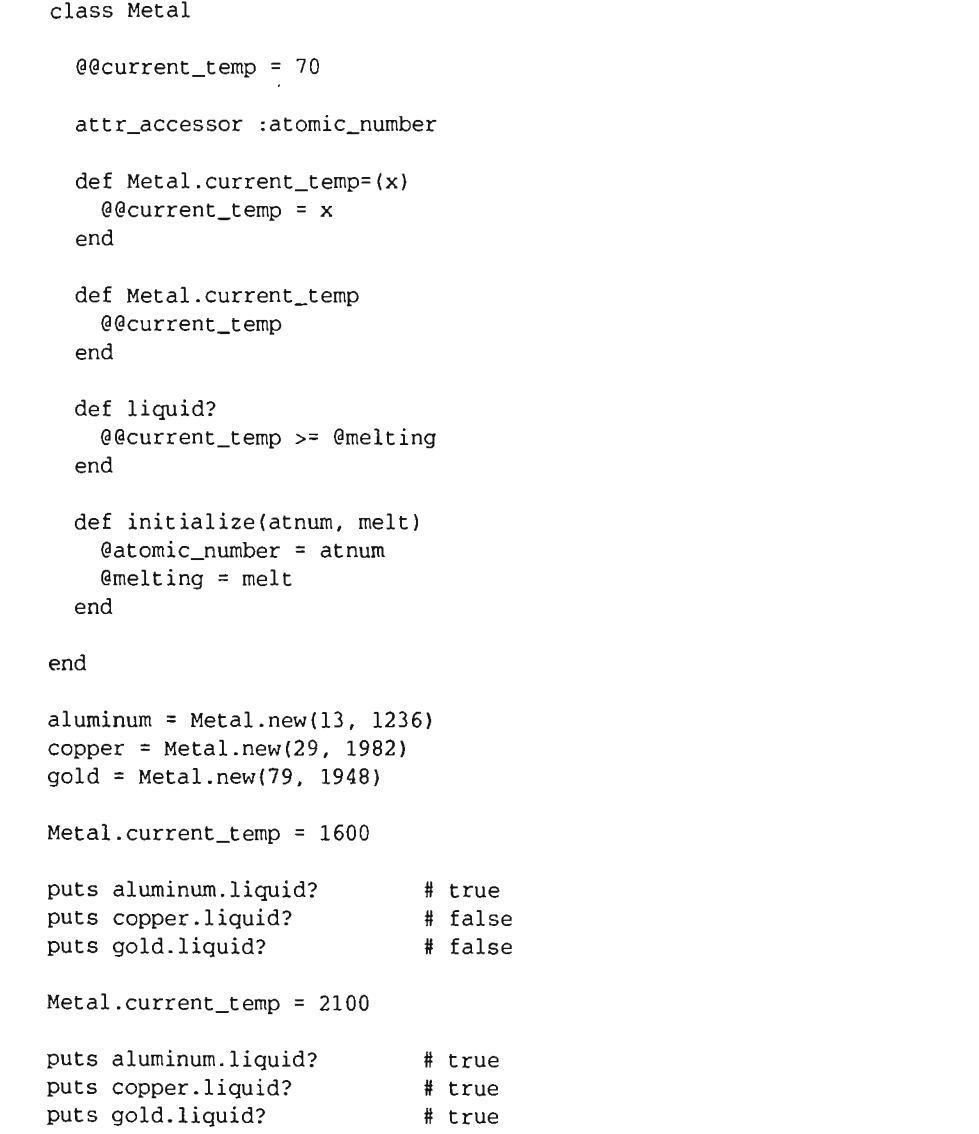 class Metal
@@current_temp = 70
attr_accessor :atomic_number
def Metal.current_temp=(x)
@@current_temp = x
end
def Metal.current_temp
@@current_temp
end
def liquid?
@@current_temp >= @melting
end
def initialize(atnum, melt)
@atomic_number = atnum
@melting = melt
end
end
aluminum = Metal.new(13, 1236)
copper = Metal.new(29, 1982)
gold = Metal.new(79, 1948)
Metal.current_temp = 1600
puts aluminum.liquid? # true
puts copper.liquid? # false
puts gold.liquid? # false
Metal.current_temp = 2100
puts aluminum.liquid? # true
puts copper.liquid? # true
puts gold.liquid? # true